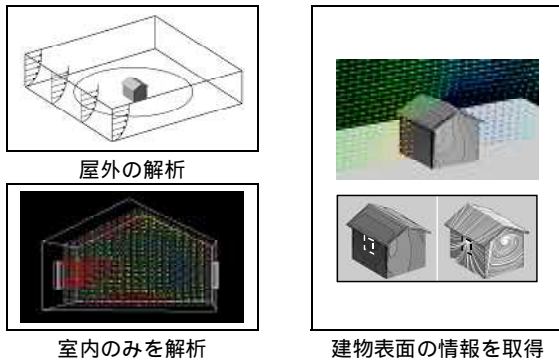 屋外の解析
室内のみを解析
建物表面の情報を取得